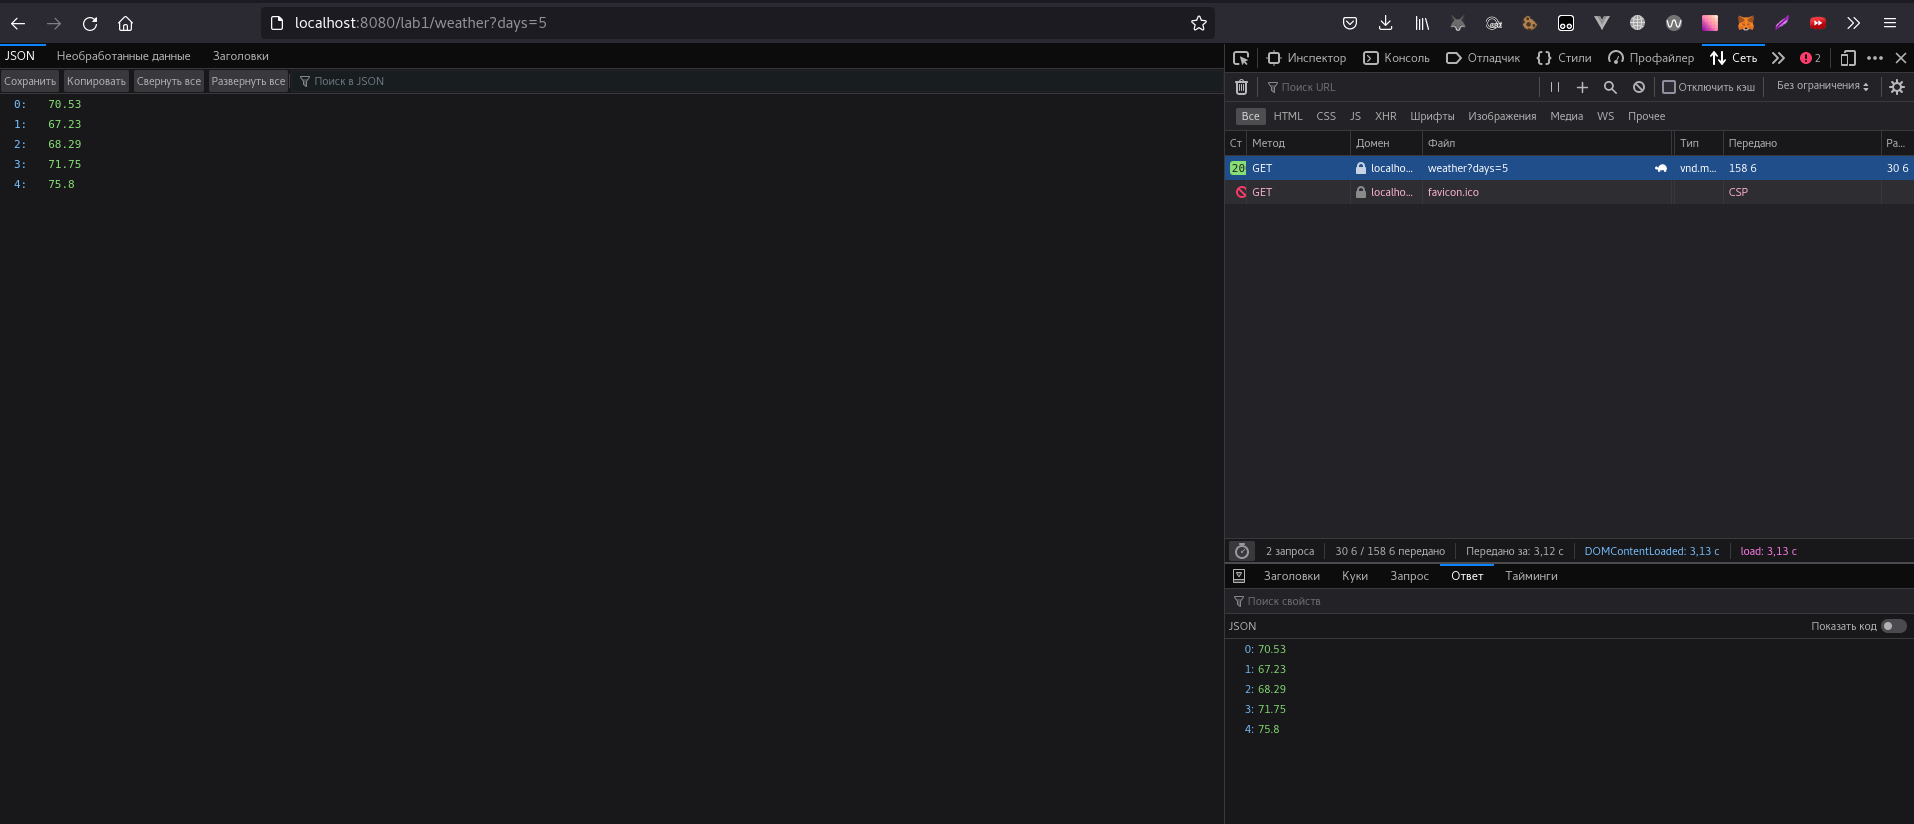 localhost:8080/lab1/weather?days=5
JSON Необработанные данные Заголовки
Сохранить Копировать Свернуть все Развернуть все Поиск в JSON
0: 70.53
1: 67.23
2: 68.29
3: 71.75
4: 75.8
Инспектор Консоль Отладчик Стили Профайлер Сеть 2
Поиск URL Отключить кэш Без ограничения
Все HTML CSS JS XHR Шрифты Изображения Медиа WS Прочее
Ст Метод Домен Файл Тип Передано Ра...
20 GET localho... weather?days=5 vnd.m... 158 б 30 б
GET localho... favicon.ico CSP
2 запроса 30 б / 158 б передано Передано за: 3,12 с DOMContentLoaded: 3,13 с load: 3,13 с
Заголовки Куки Запрос Ответ Тайминги
Поиск свойств
JSON Показать код
0: 70.53
1: 67.23
2: 68.29
3: 71.75
4: 75.8